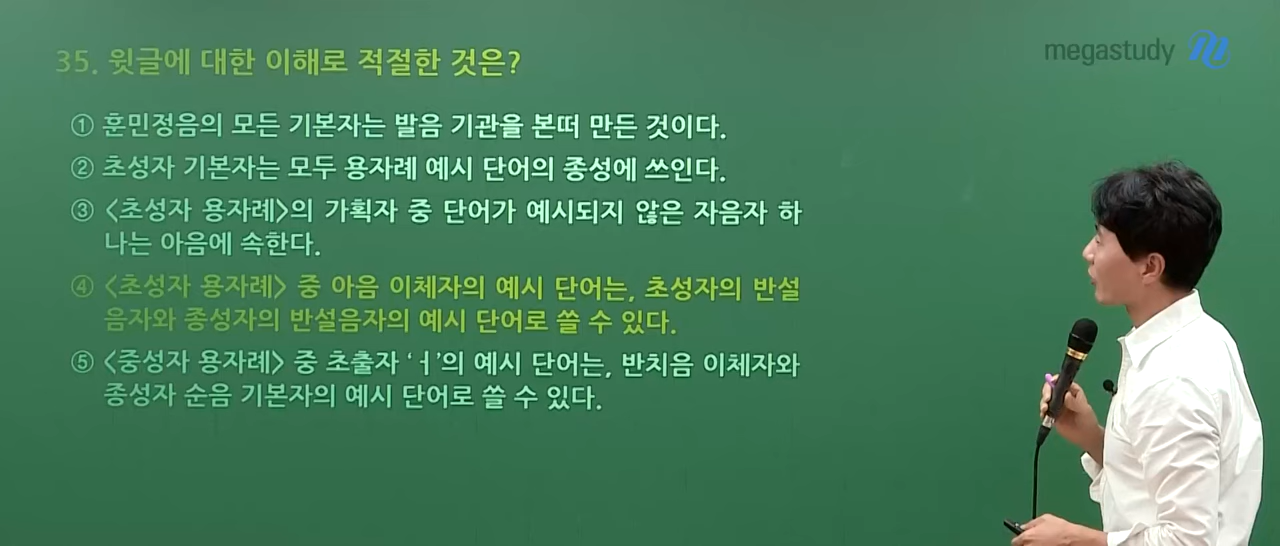 35. 윗글에 대한 이해로 적절한 것은?
megastudy
① 훈민정음의 모든 기본자는 발음 기관을 본떠 만든 것이다.
② 초성자 기본자는 모두 용자례 예시 단어의 종성에 쓰인다.
③ <초성자 용자례>의 가획자 중 단어가 예시되지 않은 자음자 하
나는 아음에 속한다.
④ <초성자 용자례> 중 아음 이체자의 예시 단어는, 초성자의 반설
음자와 종성자의 반설음자의 예시 단어로 쓸 수 있다.
⑤ <중성자 용자례> 중 초출자 ‘ㅓ’의 예시 단어는, 반치음 이체자와
종성자 순음 기본자의 예시 단어로 쓸 수 있다.